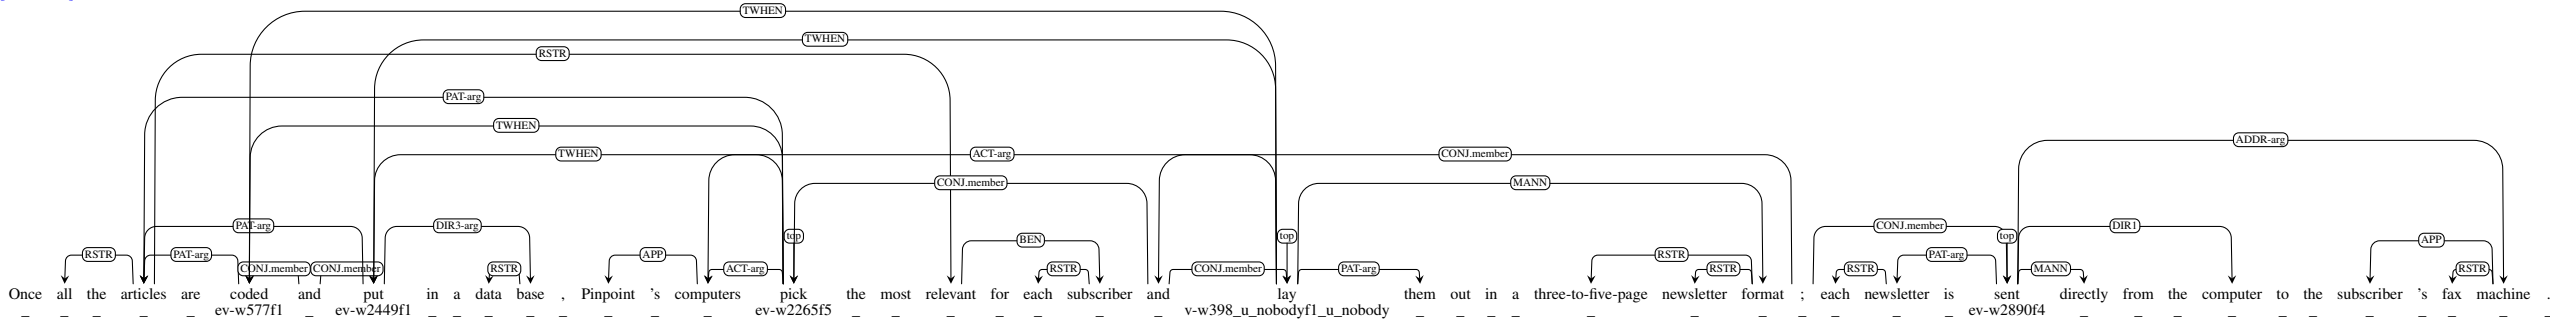 TWHEN
TWHEN
RSTR
PAT-arg
TWHEN
ADDR-arg
TWHEN ACT-arg CONJ.member
CONJ.member MANN
PAT-arg DIR3-arg CONJ.member DIR1
top BEN top top
RSTR PAT-arg APP RSTR PAT-arg APP
CONJ.member CONJ.member RSTR ACT-arg RSTR CONJ.member PAT-arg RSTR RSTR MANN RSTR
Once all the articles are coded and put in a data base , Pinpoint 's computers pick the most relevant for each subscriber and lay them out in a three-to-five-page newsletter format ; each newsletter is sent directly from the computer to the subscriber 's fax machine .
_ _ _ _ _ ev-w577f1 _ ev-w2449f1 _ _ _ _ _ _ _ _ ev-w2265f5 _ _ _ _ _ _ _ v-w398_u_nobodyf1_u_nobody _ _ _ _ _ _ _ _ _ _ _ ev-w2890f4 _ _ _ _ _ _ _ _ _ _ _